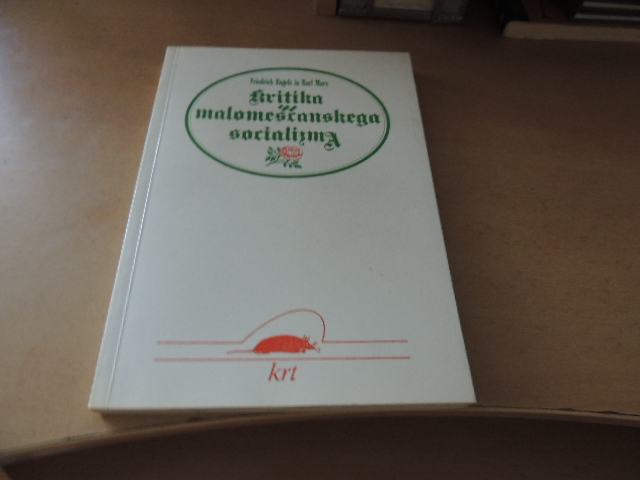 Friedrich Engels in Karl Marx
Kritika
malomeščanskega
socializma
krt